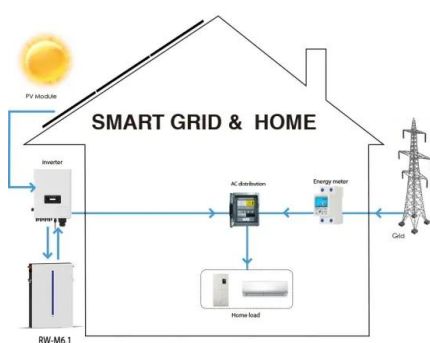 PV Module
SMART GRID & HOME
Inverter
AC distribution
Energy meter
Grid
Home load
RW-M6.1